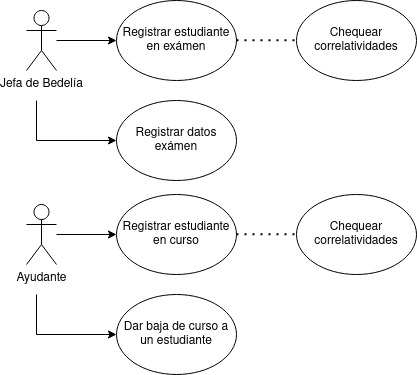 Registrar estudiante
en exámen
Chequear
correlatividades
Jefa de Bedelía
Registrar datos
exámen
Registrar estudiante
en curso
Chequear
correlatividades
Ayudante
Dar baja de curso a
un estudiante